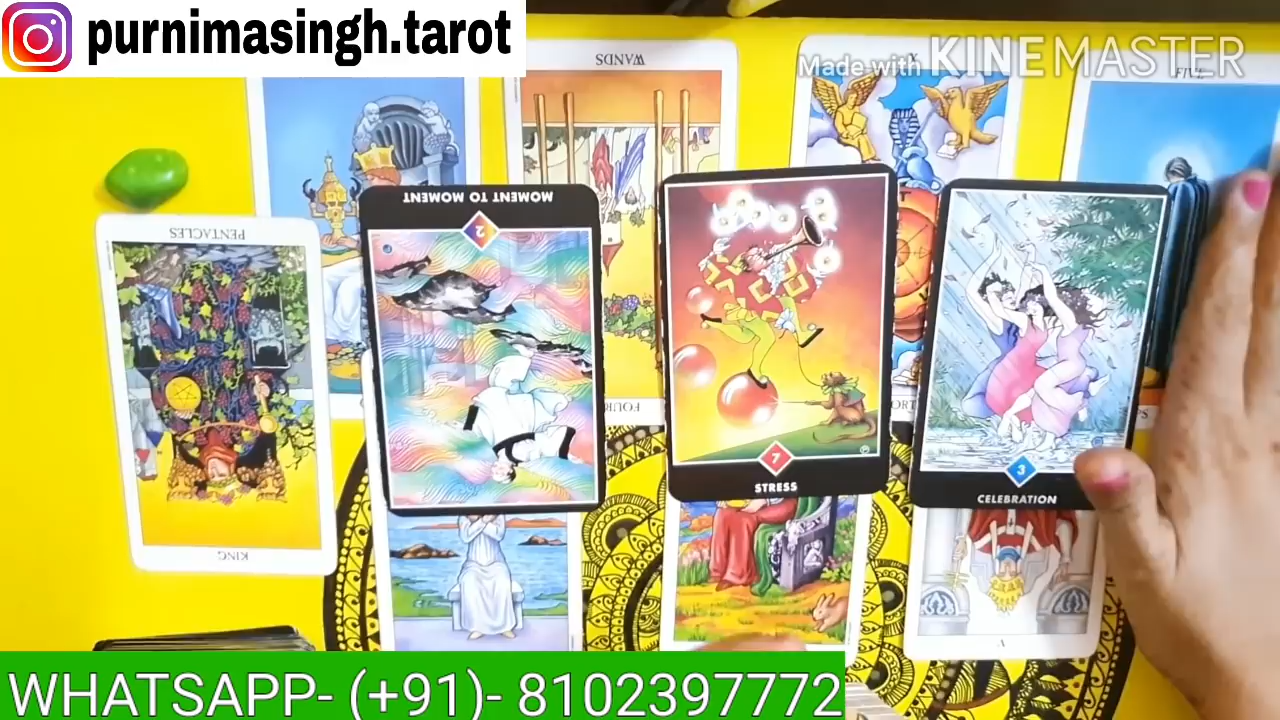 purnimasingh.tarot
Made with KINEMASTER
WANDS
X
FIVE
PENTACLES
MOMENT TO MOMENT
2
7
STRESS
3
CELEBRATION
KING
V
WHATSAPP- (+91)- 8102397772